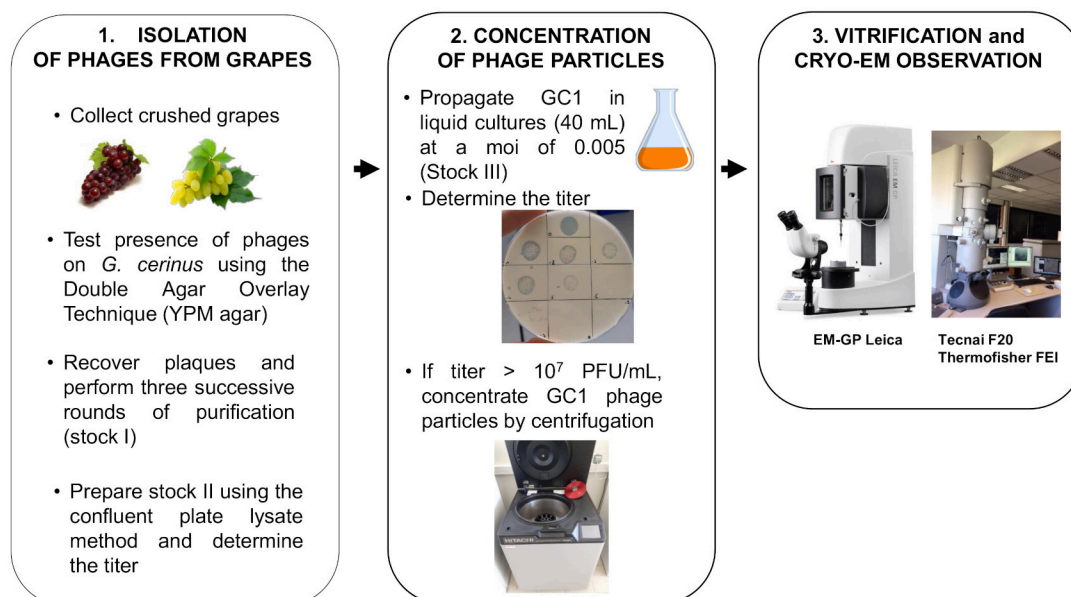 1. ISOLATION
OF PHAGES FROM GRAPES
• Collect crushed grapes
• Test presence of phages
on G. cerinus using the
Double Agar Overlay
Technique (YPM agar)
• Recover plaques and
perform three successive
rounds of purification
(stock I)
• Prepare stock II using the
confluent plate lysate
method and determine
the titer
2. CONCENTRATION
OF PHAGE PARTICLES
• Propagate GC1 in
liquid cultures (40 mL)
at a moi of 0.005
(Stock III)
• Determine the titer
• If titer > 10⁷ PFU/mL,
concentrate GC1 phage
particles by centrifugation
HITACHI
3. VITRIFICATION and
CRYO-EM OBSERVATION
LEICA EM GP
EM-GP Leica
Tecnai F20
Thermofisher FEI